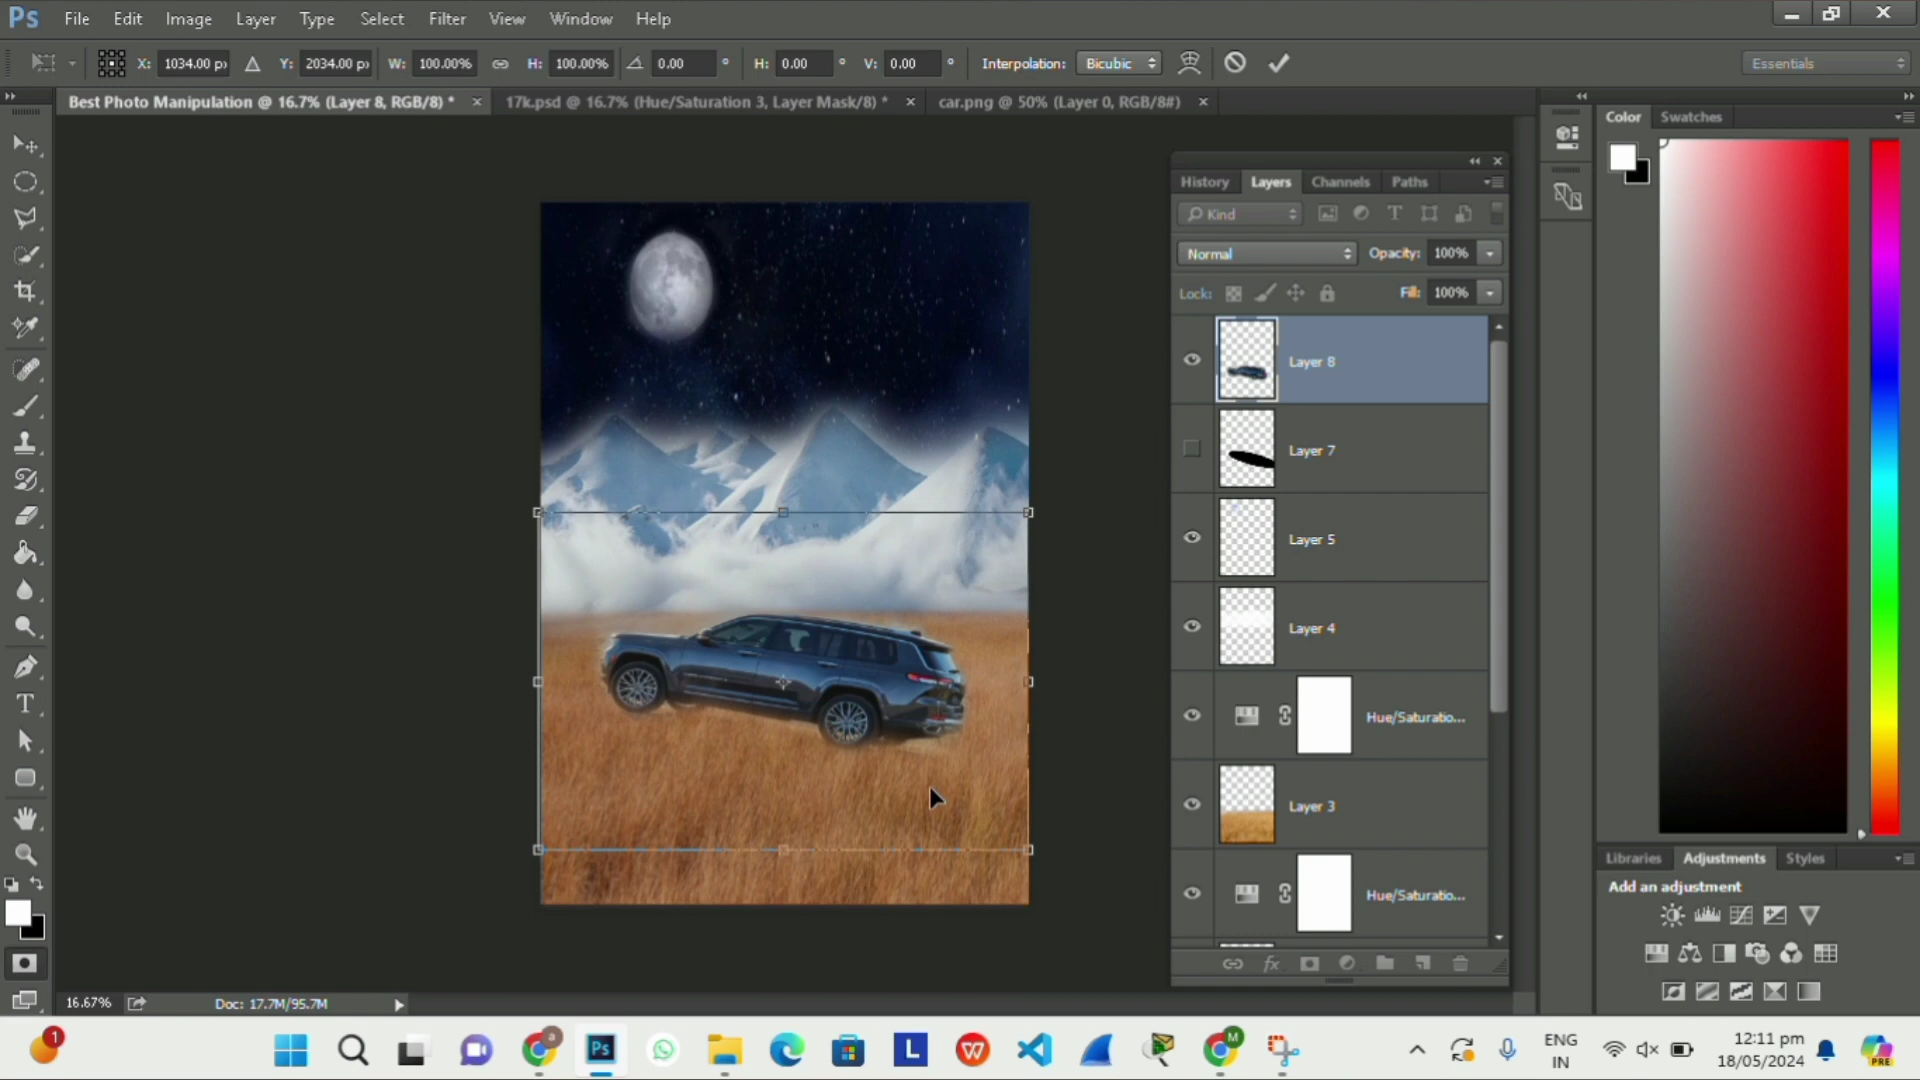 Ps File Edit Image Layer Type Select Filter View Window Help
X: 1034.00 px Y: 2034.00 px W: 100.00% H: 100.00% 0.00 ° H: 0.00 ° V: 0.00 ° Interpolation: Bicubic Essentials
Best Photo Manipulation @ 16.7% (Layer 8, RGB/8) * × 17k.psd @ 16.7% (Hue/Saturation 3, Layer Mask/8) * × car.png @ 50% (Layer 0, RGB/8#) ×
Color Swatches
History Layers Channels Paths
Kind
Normal Opacity: 100%
Lock: Fill: 100%
Layer 8
Layer 7
Layer 5
Layer 4
Hue/Saturatio...
Layer 3
Hue/Saturatio...
Libraries Adjustments Styles
Add an adjustment
16.67% Doc: 17.7M/95.7M
1 a Ps L W M ENG 12:11 pm
IN 18/05/2024 PRE